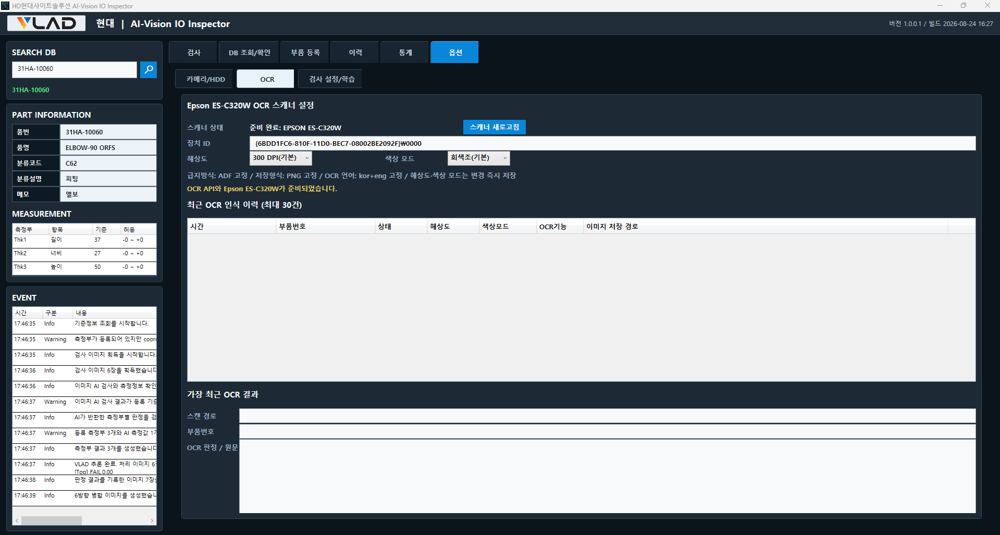 HD현대사이트솔루션 AI-Vision IO Inspector
VLAD
현대 | AI-Vision IO Inspector
버전 1.0.0.1 / 빌드 2026-08-24 16:27
SEARCH DB
31HA-10060
31HA-10060
PART INFORMATION
품번 31HA-10060
품명 ELBOW-90 ORFS
분류코드 C62
분류설명 피팅
메모 엘보
MEASUREMENT
측정부 항목 기준 허용
Thk1 길이 37 -0 ~ +0
Thk2 너비 27 -0 ~ +0
Thk3 높이 50 -0 ~ +0
EVENT
시간 구분 내용
17:46:35 Info 기준정보 조회를 시작합니다.
17:46:35 Warning 측정부가 등록되어 있지만 coord
17:46:35 Info 검사 이미지 획득을 시작합니다.
17:46:36 Info 검사 이미지 6장을 획득했습니다
17:46:36 Info 이미지 AI 검사와 측정정보 확인
17:46:37 Warning 이미지 AI 검사 결과가 등록 기준
17:46:37 Info AI가 반환한 측정부별 판정을 검
17:46:37 Warning 등록 측정부 3개와 AI 측정값 1개
17:46:37 Info 측정부 결과 3개를 생성했습니다
17:46:37 Info VLAD 추론 완료. 처리 이미지 6장
[Top] FAIL,0.00
17:46:38 Info 판정 결과를 기록한 이미지 7장을
17:46:39 Info 6방향 병합 이미지를 생성했습니
검사 DB 조회/확인 부품 등록 이력 통계 옵션
카메라/HDD OCR 검사 설정/학습
Epson ES-C320W OCR 스캐너 설정
스캐너 상태 준비 완료: EPSON ES-C320W 스캐너 새로고침
장치 ID {6BDD1FC6-810F-11D0-BEC7-08002BE2092F}₩0000
해상도 300 DPI(기본) 색상 모드 회색조(기본)
급지방식: ADF 고정 / 저장형식: PNG 고정 / OCR 언어: kor+eng 고정 / 해상도·색상 모드는 변경 즉시 저장
OCR API와 Epson ES-C320W가 준비되었습니다.
최근 OCR 인식 이력 (최대 30건)
시간 부품번호 상태 해상도 색상모드 OCR기능 이미지 저장 경로
가장 최근 OCR 결과
스캔 경로
부품번호
OCR 판정 / 원문